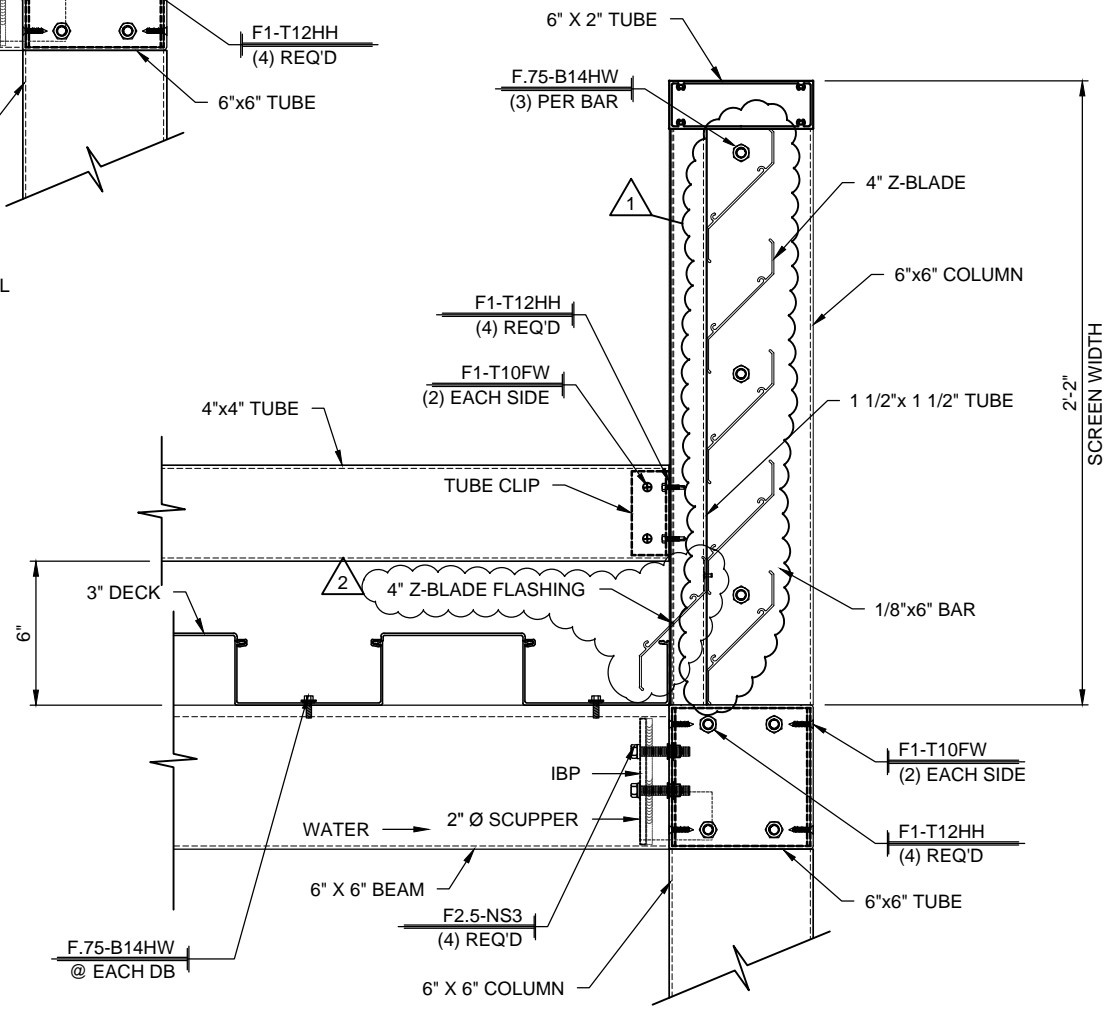 F1-T12HH
(4) REQ'D
6"x6" TUBE
L
6" X 2" TUBE
F.75-B14HW
(3) PER BAR
1
4" Z-BLADE
6"x6" COLUMN
F1-T12HH
(4) REQ'D
F1-T10FW
(2) EACH SIDE
4"x4" TUBE
1 1/2"x 1 1/2" TUBE
2'-2"
SCREEN WIDTH
TUBE CLIP
2
4" Z-BLADE FLASHING
3" DECK
6"
1/8"x6" BAR
F1-T10FW
(2) EACH SIDE
IBP
WATER
2" Ø SCUPPER
F1-T12HH
(4) REQ'D
6" X 6" BEAM
6"x6" TUBE
F2.5-NS3
(4) REQ'D
F.75-B14HW
@ EACH DB
6" X 6" COLUMN